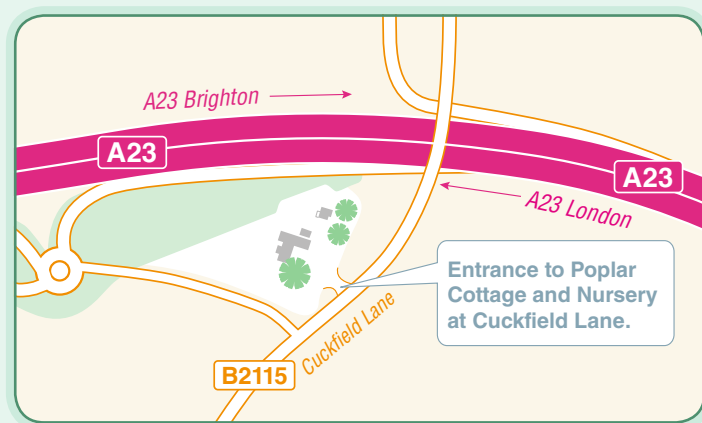 A23 Brighton
A23
A23
A23 London
Entrance to Poplar
Cottage and Nursery
at Cuckfield Lane.
Cuckfield Lane
B2115